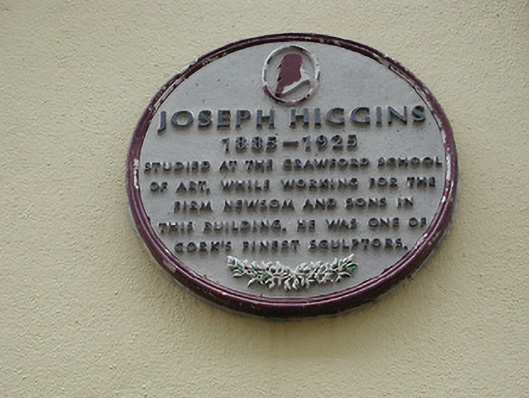 JOSEPH HIGGINS
1885-1925
STUDIED AT THE CRAWFORD SCHOOL
OF ART, WHILE WORKING FOR THE
FIRM NEWSOM AND SONS IN
THIS BUILDING. HE WAS ONE OF
CORK'S FINEST SCULPTORS.